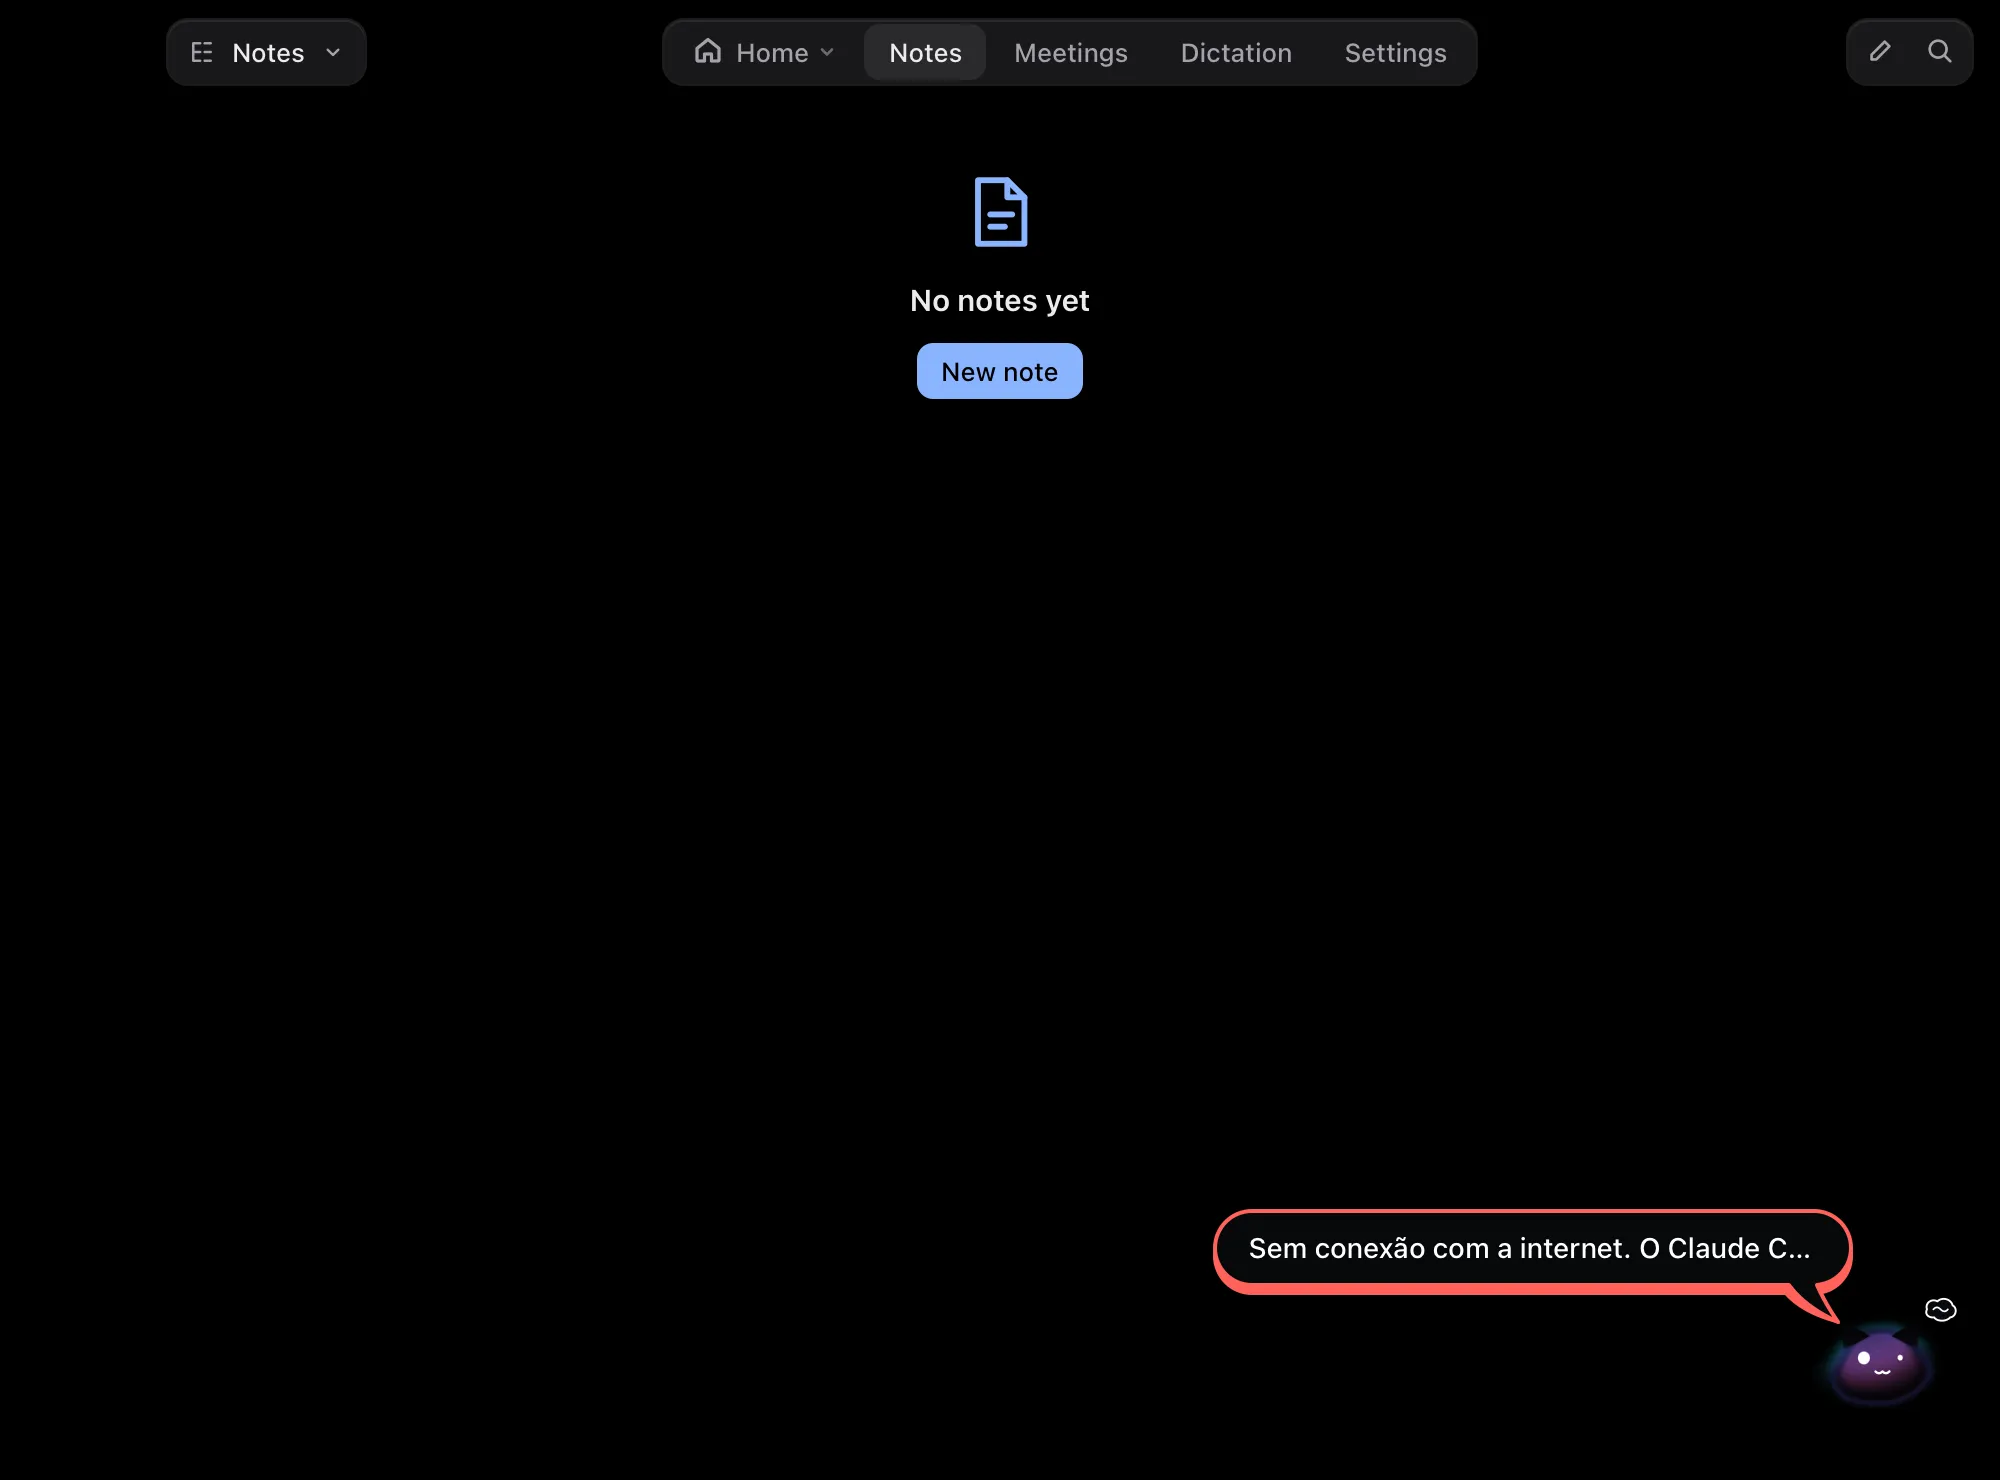 Notes
Home
Notes
Meetings
Dictation
Settings
No notes yet
New note
Sem conexão com a internet. O Claude C...